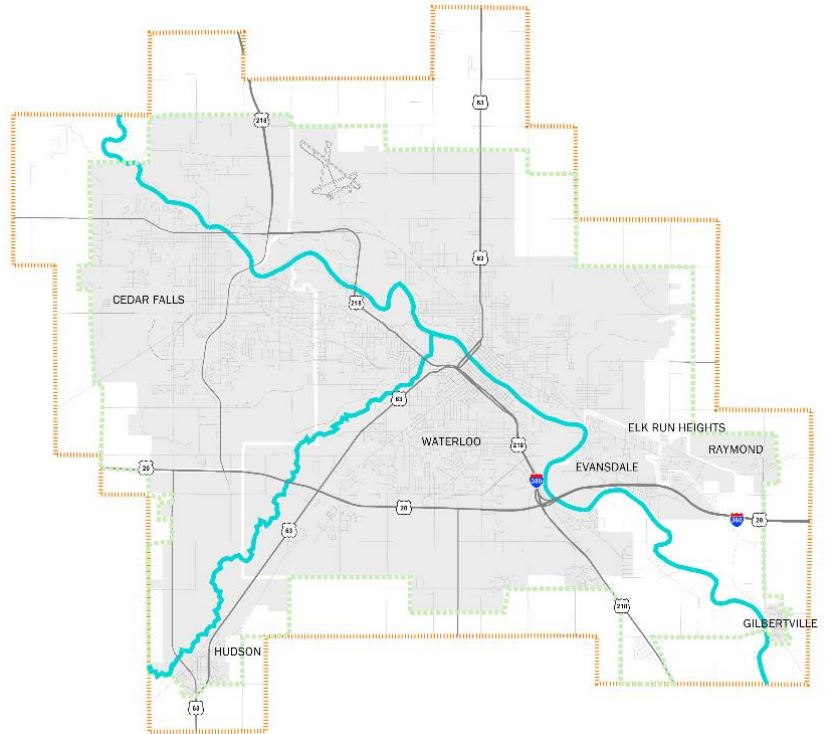 63
218
63
CEDAR FALLS
218
63
ELK RUN HEIGHTS
WATERLOO
218
RAYMOND
EVANSDALE
20
380
20
380
20
63
218
GILBERTVILLE
HUDSON
63